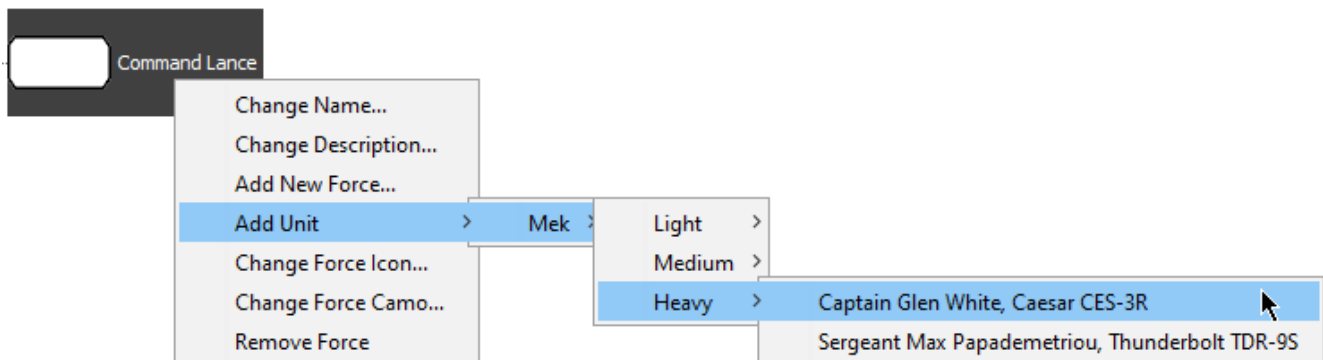 Command Lance
Change Name...
Change Description...
Add New Force...
Add Unit
Mek
Light
Medium
Heavy
Captain Glen White, Caesar CES-3R
Sergeant Max Papademetriou, Thunderbolt TDR-9S
Change Force Icon...
Change Force Camo...
Remove Force